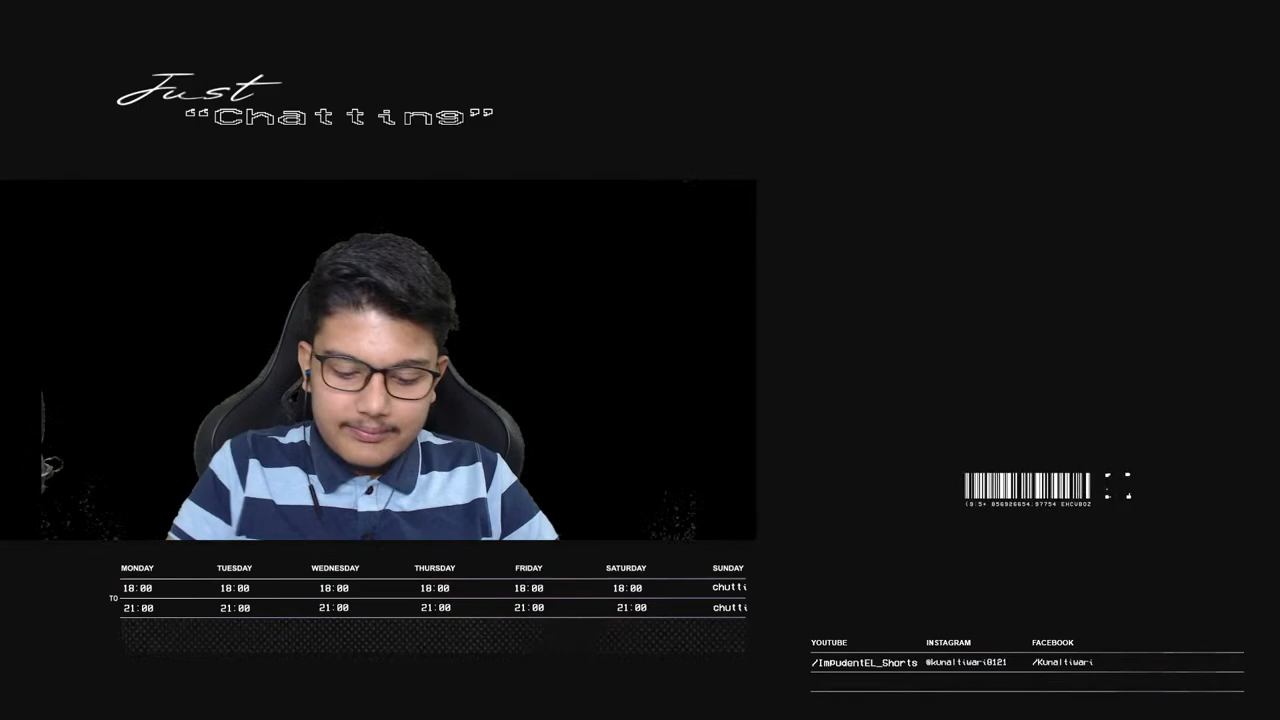 Just
“Chatting”
MONDAY TUESDAY WEDNESDAY THURSDAY FRIDAY SATURDAY SUNDAY
18:00 18:00 18:00 18:00 18:00 18:00 chutti
TO
21:00 21:00 21:00 21:00 21:00 21:00 chutti
YOUTUBE INSTAGRAM FACEBOOK
/ImpudentEL_Shorts @kunaltiwari0121 /Kunaltiwari